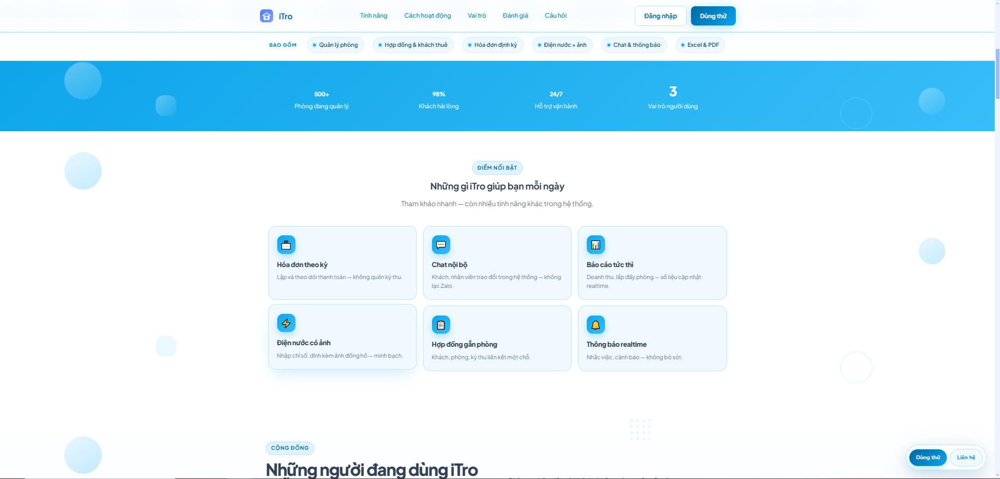 iTro
Tính năng
Cách hoạt động
Vai trò
Đánh giá
Câu hỏi
Đăng nhập
Dùng thử
BAO GỒM
Quản lý phòng
Hợp đồng & khách thuê
Hóa đơn định kỳ
Điện nước + ảnh
Chat & thông báo
Excel & PDF
500+
Phòng đang quản lý
98%
Khách hài lòng
24/7
Hỗ trợ vận hành
3
Vai trò người dùng
ĐIỂM NỔI BẬT
Những gì iTro giúp bạn mỗi ngày
Tham khảo nhanh — còn nhiều tính năng khác trong hệ thống.
Hóa đơn theo kỳ
Lập và theo dõi thanh toán — không quên kỳ thu.
Chat nội bộ
Khách, nhân viên trao đổi trong hệ thống — không
lạc Zalo.
Báo cáo tức thì
Doanh thu, lấp đầy phòng — số liệu cập nhật
realtime.
Điện nước có ảnh
Nhập chỉ số, đính kèm ảnh đồng hồ — minh bạch.
Hợp đồng gắn phòng
Khách, phòng, kỳ thu liên kết một chỗ.
Thông báo realtime
Nhắc việc, cảnh báo — không bỏ sót.
CỘNG ĐỒNG
Những người đang dùng iTro
Dùng thử
Liên hệ